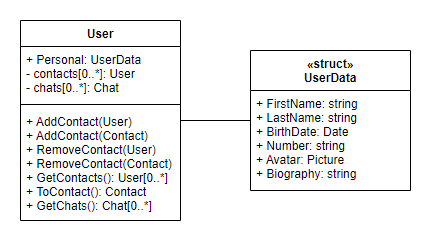 User
+ Personal: UserData
- contacts[0..*]: User
- chats[0..*]: Chat
+ AddContact(User)
+ AddContact(Contact)
+ RemoveContact(User)
+ RemoveContact(Contact)
+ GetContacts(): User[0..*]
+ ToContact(): Contact
+ GetChats(): Chat[0..*]
«struct»
UserData
+ FirstName: string
+ LastName: string
+ BirthDate: Date
+ Number: string
+ Avatar: Picture
+ Biography: string